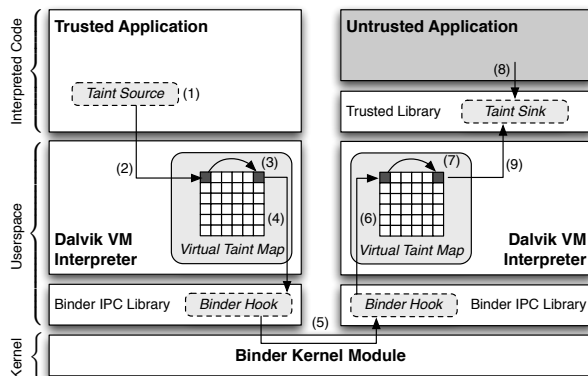 Interpreted Code
Trusted Application
Taint Source
(1)
Untrusted Application
(8)
Trusted Library
Taint Sink
Userspace
(2)
(3)
(4)
Virtual Taint Map
Dalvik VM
Interpreter
(9)
(7)
(6)
Virtual Taint Map
Dalvik VM
Interpreter
Binder IPC Library
Binder Hook
(5)
Binder Hook
Binder IPC Library
Kernel
Binder Kernel Module